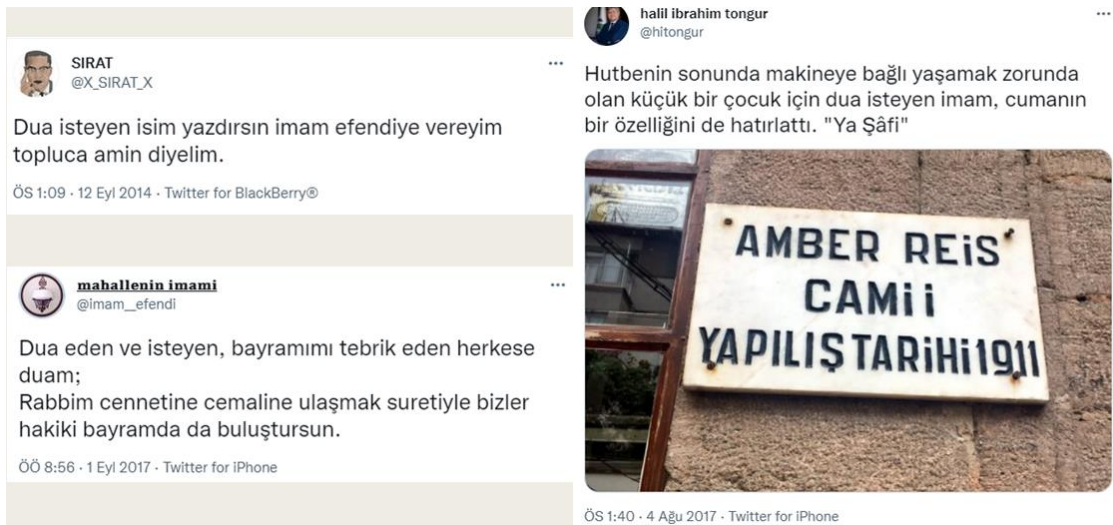 SIRAT
@X_SIRAT_X
Dua isteyen isim yazdırsın imam efendiye vereyim
topluca amin diyelim.
ÖS 1:09 · 12 Eyl 2014 · Twitter for BlackBerry®
mahallenin imami
@imam__efendi
Dua eden ve isteyen, bayramımı tebrik eden herkese
duam;
Rabbim cennetine cemaline ulaşmak suretiyle bizler
hakiki bayramda da buluştursun.
ÖÖ 8:56 · 1 Eyl 2017 · Twitter for iPhone
halil ibrahim tongur
@hitongur
Hutbenin sonunda makineye bağlı yaşamak zorunda
olan küçük bir çocuk için dua isteyen imam, cumanın
bir özelliğini de hatırlattı. "Ya Şâfi"
AMBER REİS
CAMİİ
YAPILIŞ TARİHİ 1911
ÖS 1:40 · 4 Ağu 2017 · Twitter for iPhone